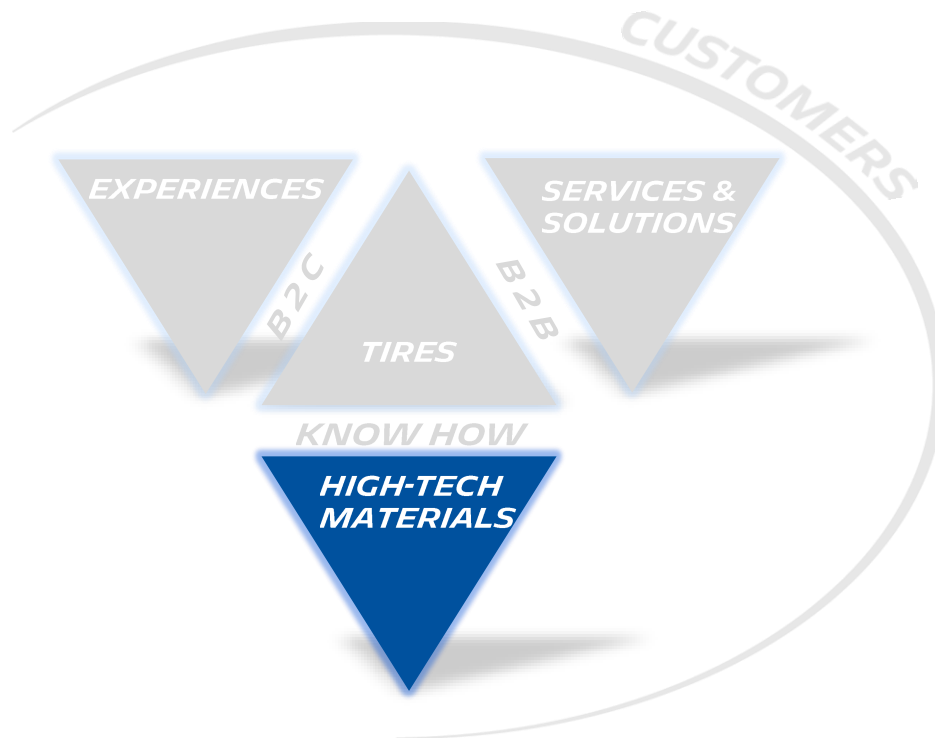 CUSTOMERS
EXPERIENCES
SERVICES &
SOLUTIONS
B2C
B2B
TIRES
KNOW HOW
HIGH-TECH
MATERIALS